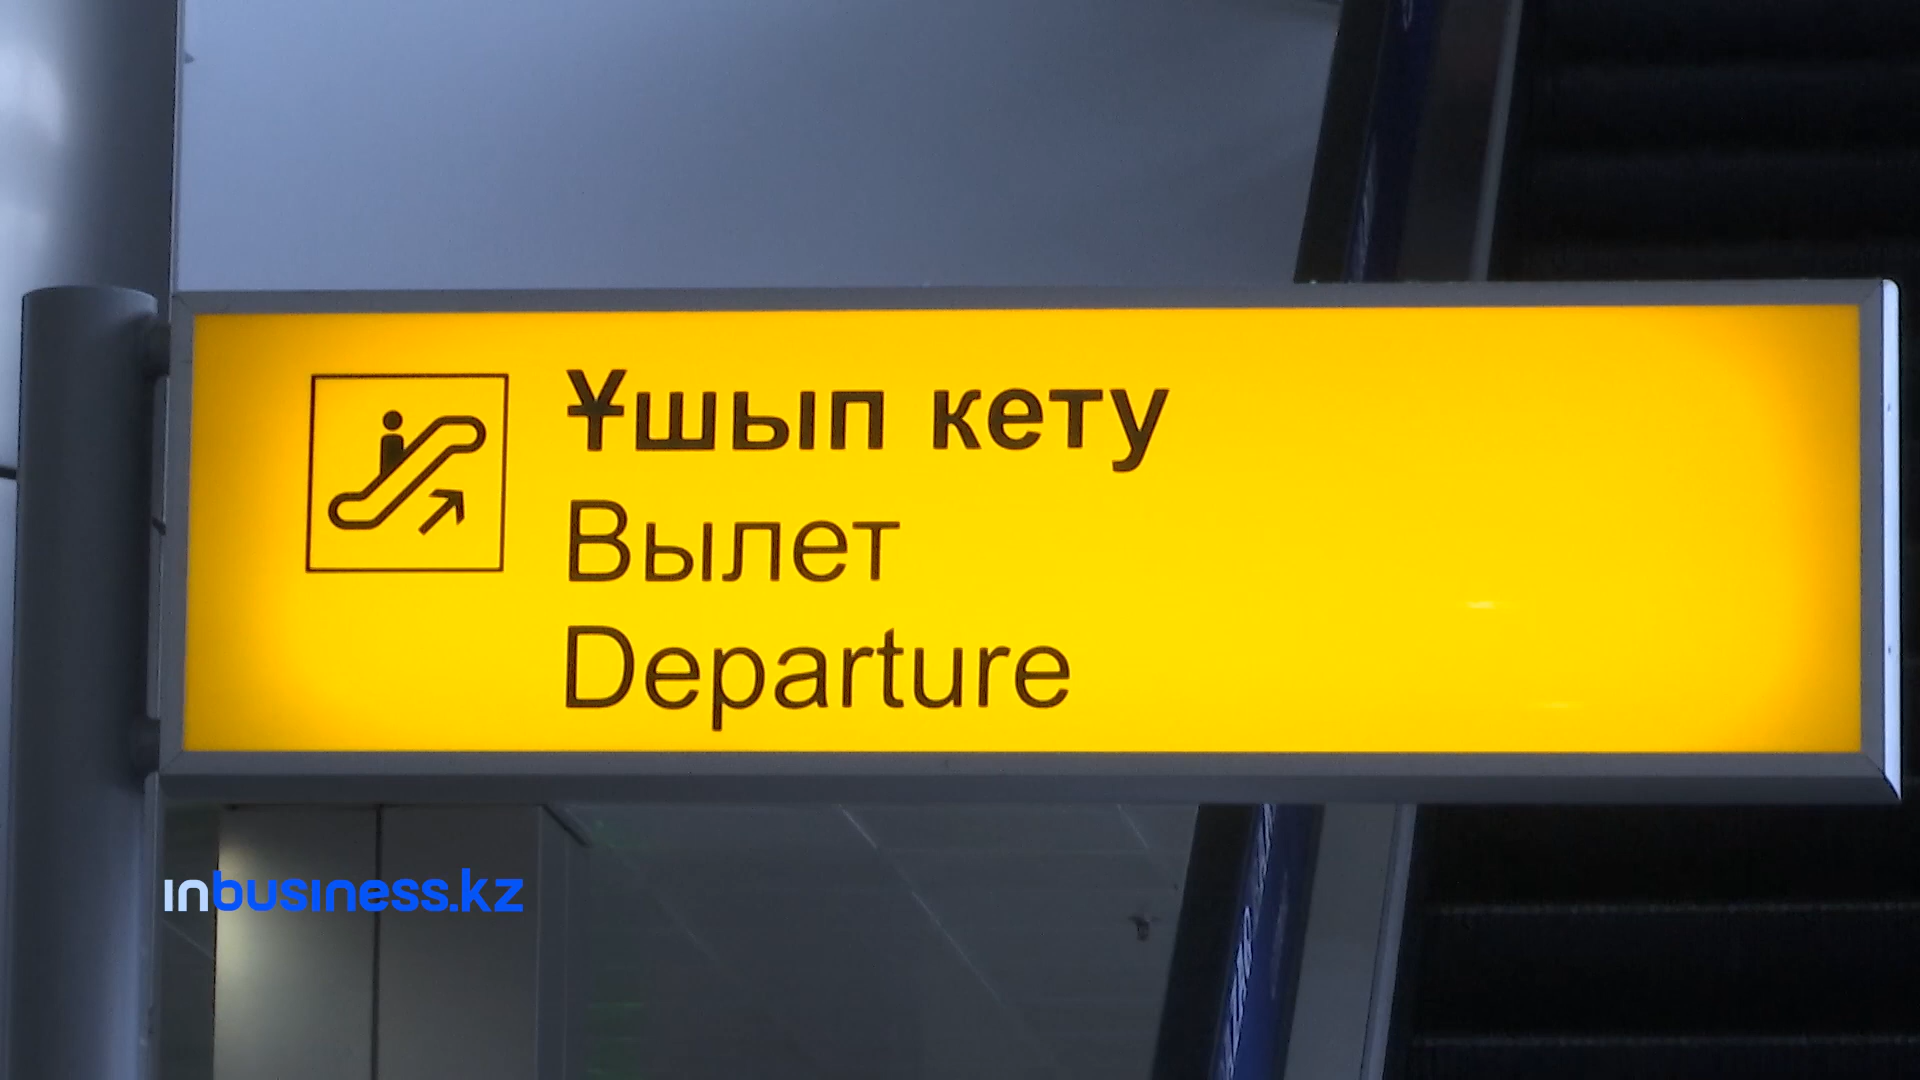 Ұшып кету
Вылет
Departure
inbusiness.kz